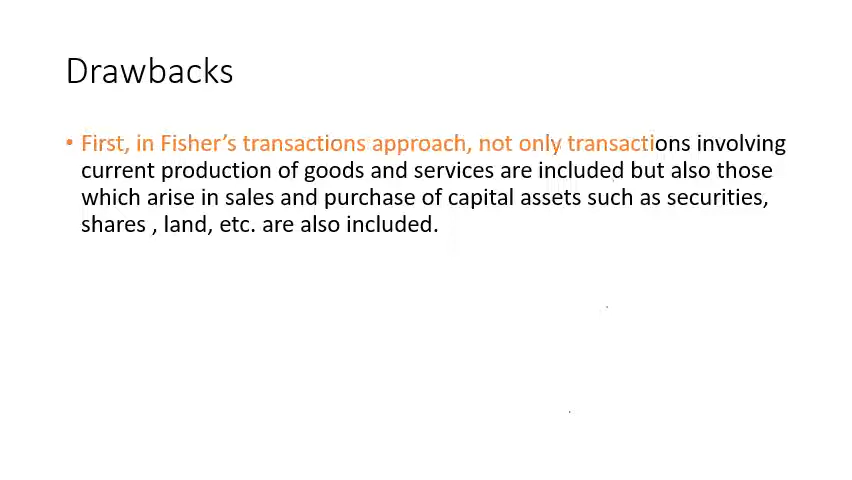 Drawbacks
• First, in Fisher's transactions approach, not only transactions involving
current production of goods and services are included but also those
which arise in sales and purchase of capital assets such as securities,
shares , land, etc. are also included.